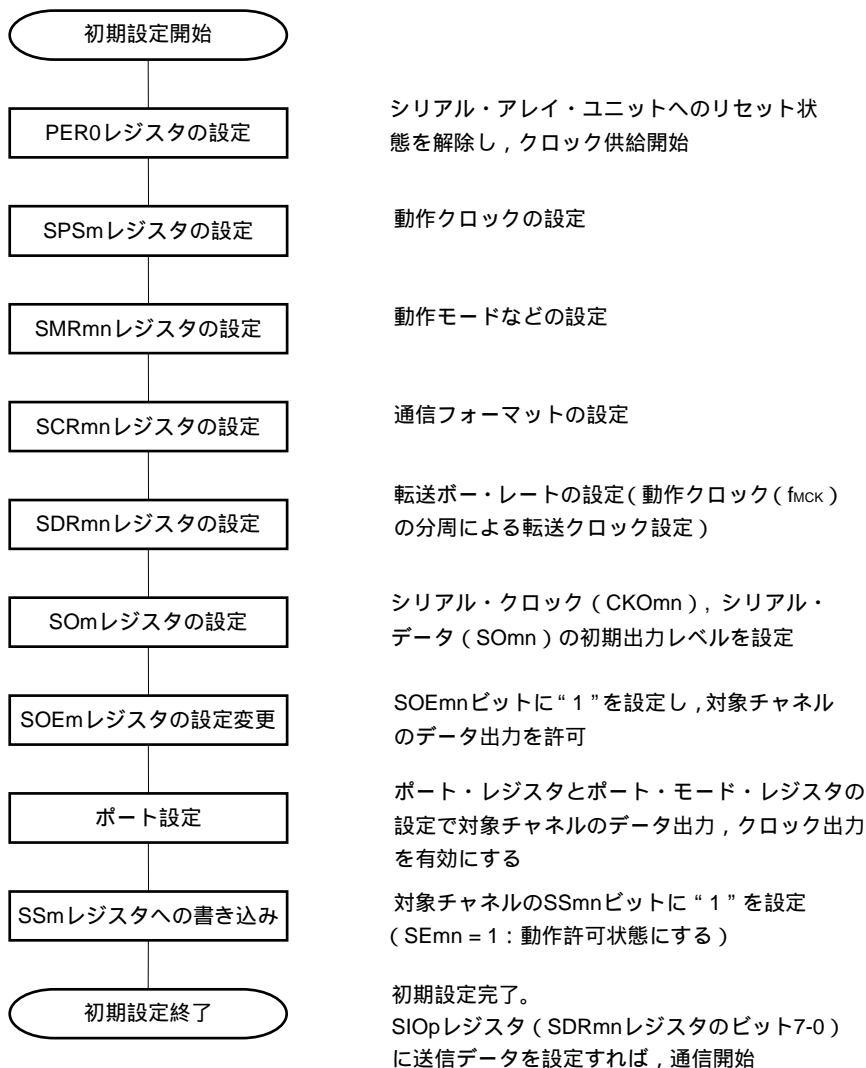 初期設定開始
PER0レジスタの設定
シリアル・アレイ・ユニットへのリセット状
態を解除し，クロック供給開始
SPSmレジスタの設定
動作クロックの設定
SMRmnレジスタの設定
動作モードなどの設定
SCRmnレジスタの設定
通信フォーマットの設定
SDRmnレジスタの設定
転送ボー・レートの設定（動作クロック（fMCK）
の分周による転送クロック設定）
SOmレジスタの設定
シリアル・クロック（CKOmn），シリアル・
データ（SOmn）の初期出力レベルを設定
SOEmレジスタの設定変更
SOEmnビットに“1”を設定し，対象チャネル
のデータ出力を許可
ポート設定
ポート・レジスタとポート・モード・レジスタの
設定で対象チャネルのデータ出力，クロック出力
を有効にする
SSmレジスタへの書き込み
対象チャネルのSSmnビットに“1”を設定
（SEmn = 1：動作許可状態にする）
初期設定終了
初期設定完了。
SIOpレジスタ（SDRmnレジスタのビット7-0）
に送信データを設定すれば，通信開始